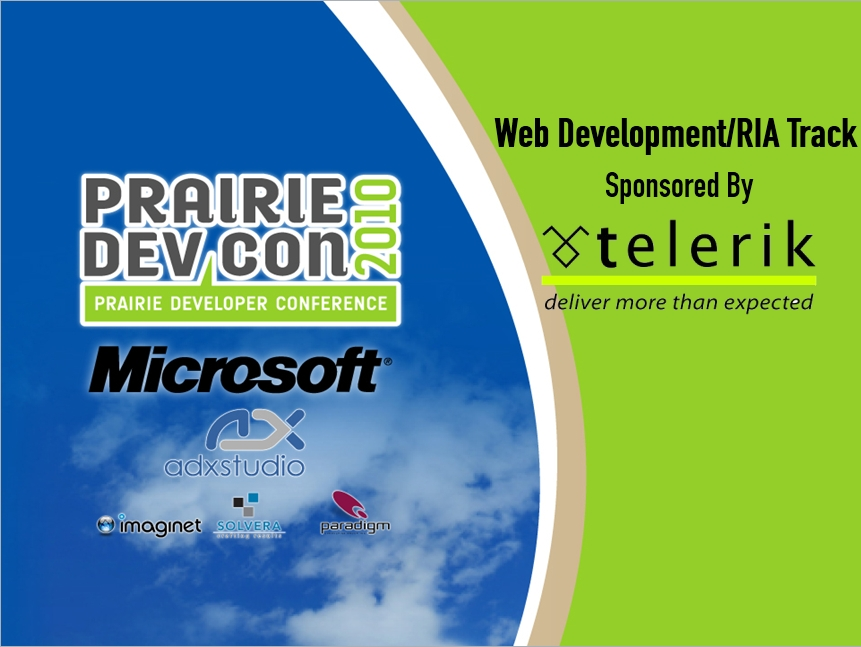 PRAIRIE
DEV CON
2010
PRAIRIE DEVELOPER CONFERENCE
Microsoft®
adxstudio
imaginet
SOLVERA
paradigm
Web Development/RIA Track
Sponsored By
telerik
deliver more than expected